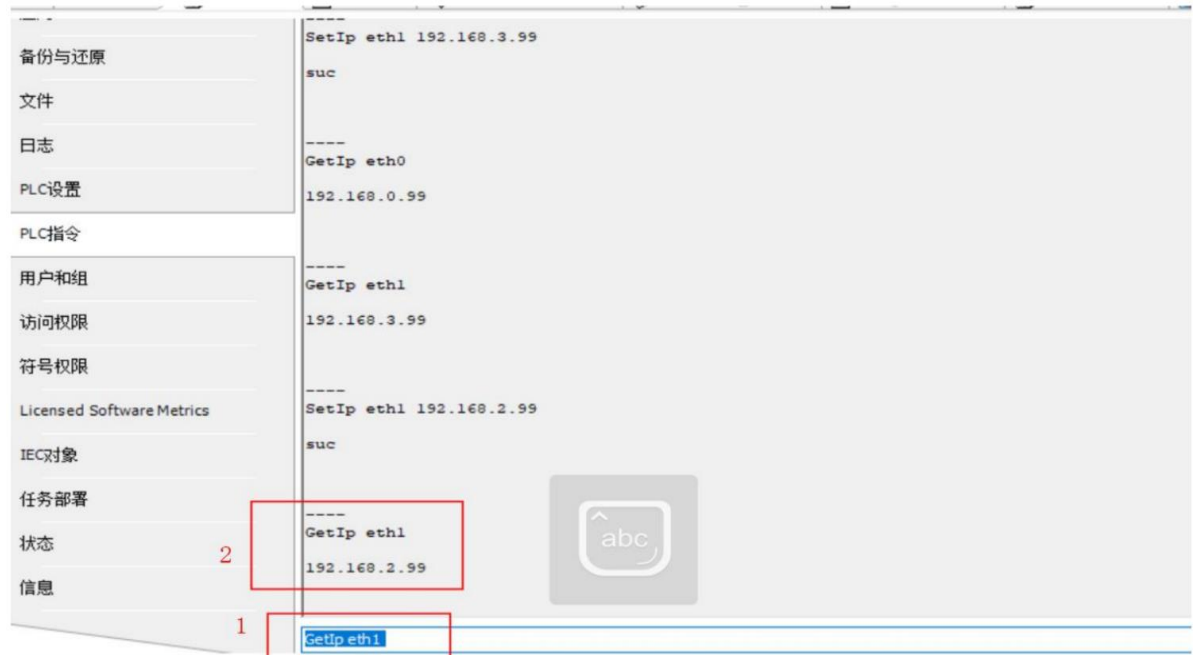 备份与还原
文件
日志
PLC设置
PLC指令
用户和组
访问权限
符号权限
Licensed Software Metrics
IEC对象
任务部署
状态
信息
----
SetIp eth1 192.168.3.99
suc
----
GetIp eth0
192.168.0.99
----
GetIp eth1
192.168.3.99
----
SetIp eth1 192.168.2.99
suc
----
GetIp eth1
192.168.2.99
2
1
GetIp eth1
abc